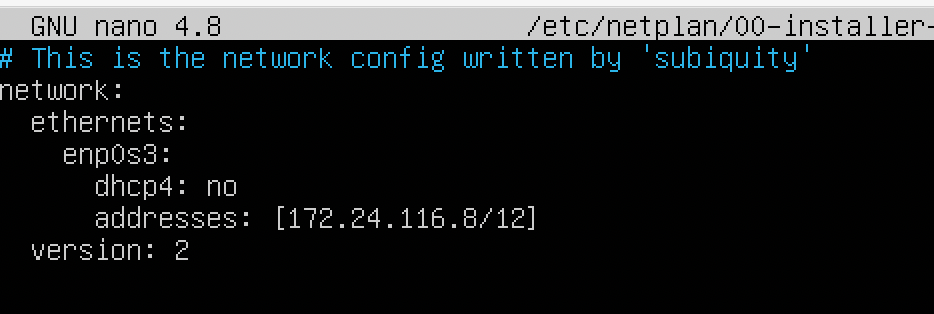 GNU nano 4.8 /etc/netplan/00-installer-
# This is the network config written by 'subiquity'
network:
  ethernets:
    enp0s3:
      dhcp4: no
      addresses: [172.24.116.8/12]
  version: 2